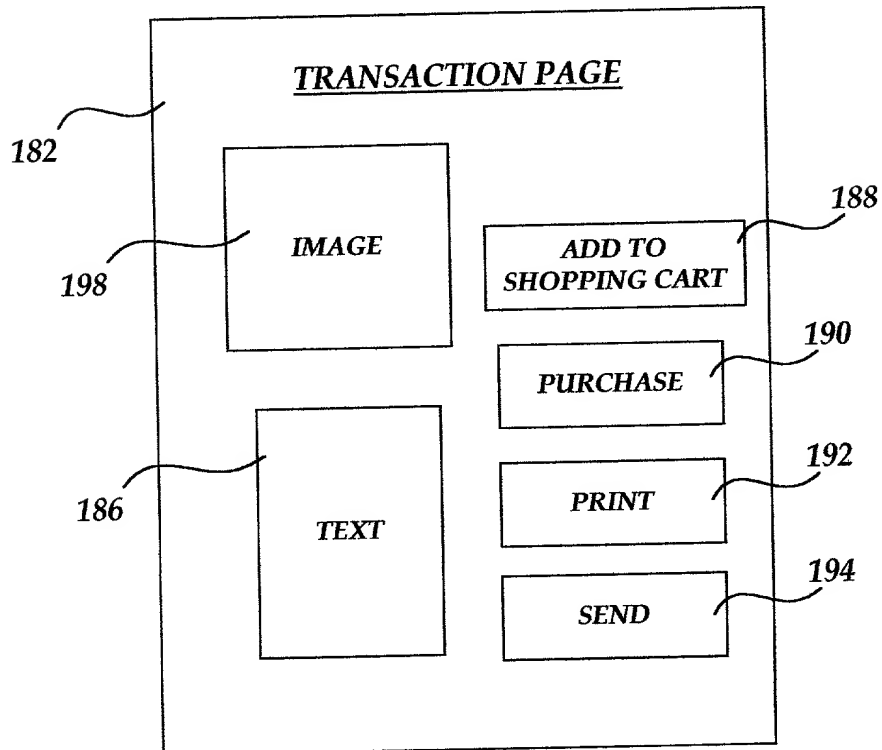 TRANSACTION PAGE
182
IMAGE
198
188
ADD TO
SHOPPING CART
190
PURCHASE
186
TEXT
192
PRINT
194
SEND